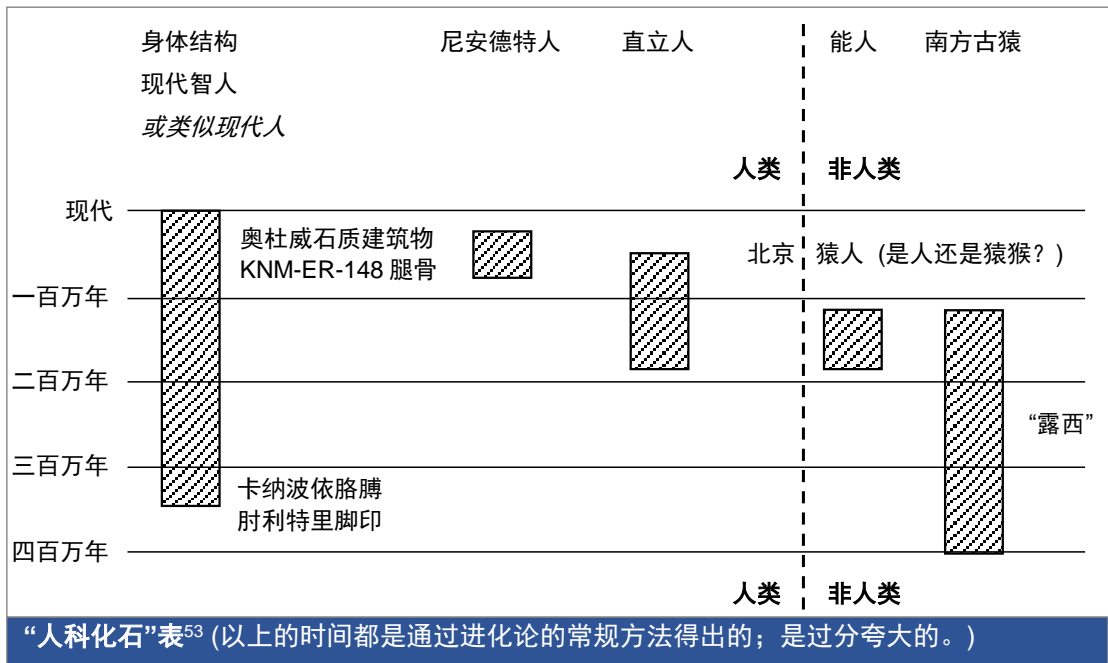 身体结构 尼安德特人 直立人 能人 南方古猿
现代智人
或类似现代人
人类 非人类
现代
奥杜威石质建筑物 北京 猿人 (是人还是猿猴？)
KNM-ER-148 腿骨
一百万年
二百万年
“露西”
三百万年
卡纳波依胳膊
肘利特里脚印
四百万年
人类 非人类
“人科化石”表53 (以上的时间都是通过进化论的常规方法得出的；是过分夸大的。)